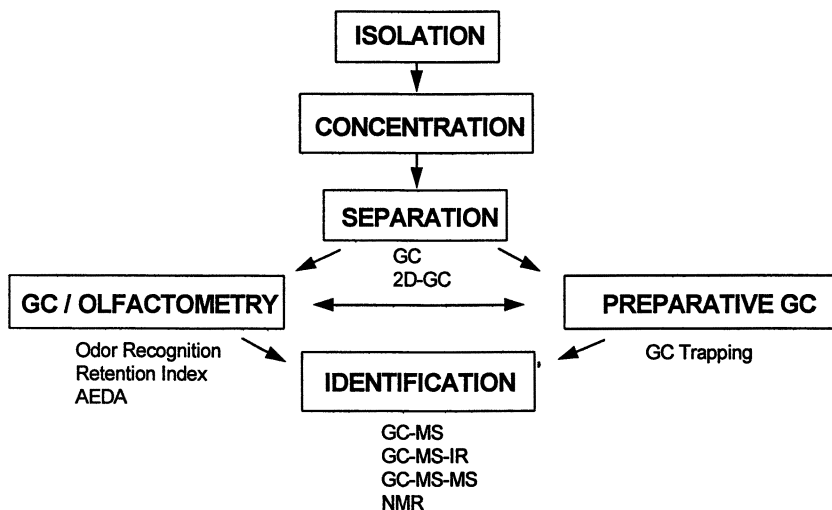 ISOLATION
CONCENTRATION
SEPARATION
GC
2D-GC
GC / OLFACTOMETRY
PREPARATIVE GC
Odor Recognition
Retention Index
AEDA
GC Trapping
IDENTIFICATION
GC-MS
GC-MS-IR
GC-MS-MS
NMR